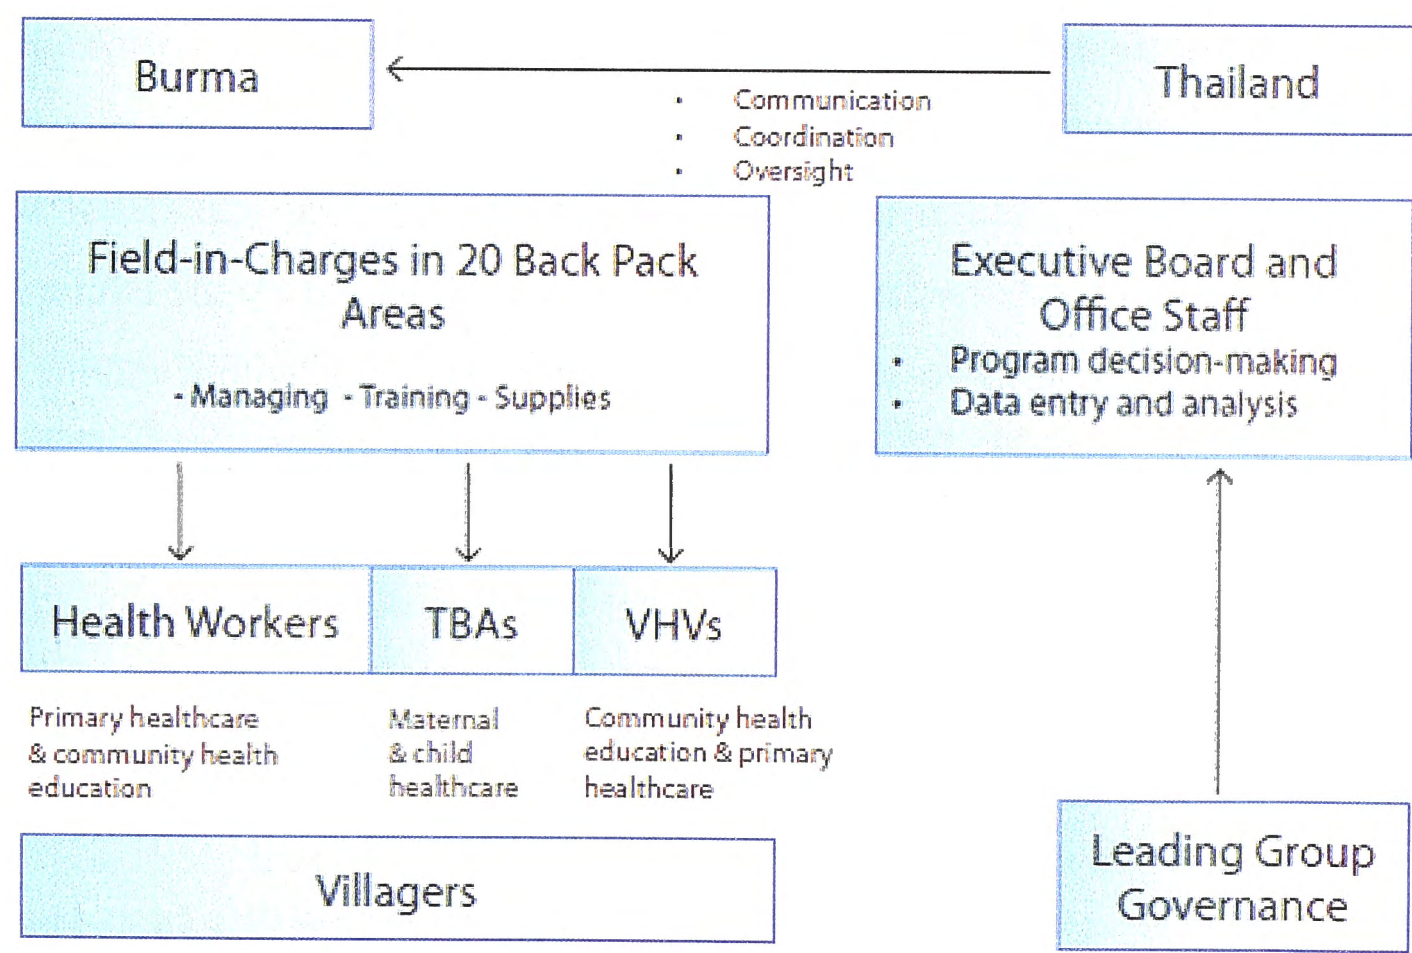 Burma
Thailand
• Communication
• Coordination
• Oversight
Field-in-Charges in 20 Back Pack
Areas
- Managing - Training - Supplies
Executive Board and
Office Staff
• Program decision-making
• Data entry and analysis
Health Workers
TBAs
VHVs
Primary healthcare
& community health
education
Maternal
& child
healthcare
Community health
education & primary
healthcare
Villagers
Leading Group
Governance